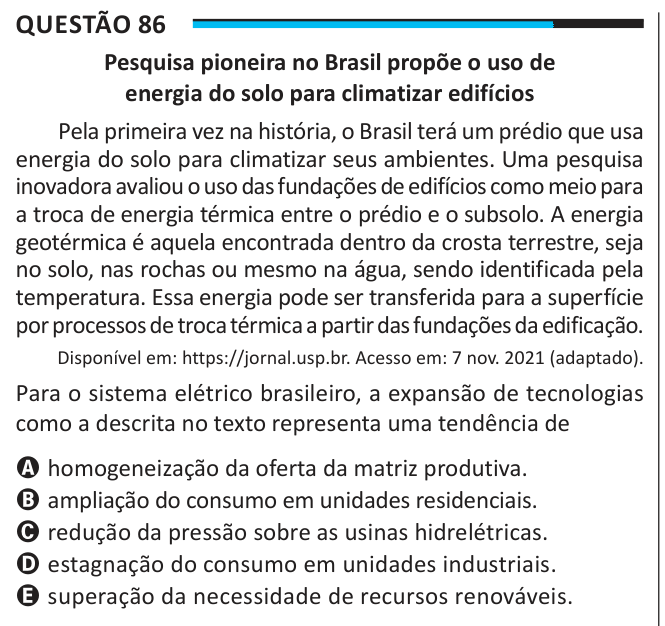 QUESTÃO 86
Pesquisa pioneira no Brasil propõe o uso de
energia do solo para climatizar edifícios
Pela primeira vez na história, o Brasil terá um prédio que usa
energia do solo para climatizar seus ambientes. Uma pesquisa
inovadora avaliou o uso das fundações de edifícios como meio para
a troca de energia térmica entre o prédio e o subsolo. A energia
geotérmica é aquela encontrada dentro da crosta terrestre, seja
no solo, nas rochas ou mesmo na água, sendo identificada pela
temperatura. Essa energia pode ser transferida para a superfície
por processos de troca térmica a partir das fundações da edificação.
Disponível em: https://jornal.usp.br. Acesso em: 7 nov. 2021 (adaptado).
Para o sistema elétrico brasileiro, a expansão de tecnologias
como a descrita no texto representa uma tendência de
A homogeneização da oferta da matriz produtiva.
B ampliação do consumo em unidades residenciais.
C redução da pressão sobre as usinas hidrelétricas.
D estagnação do consumo em unidades industriais.
E superação da necessidade de recursos renováveis.